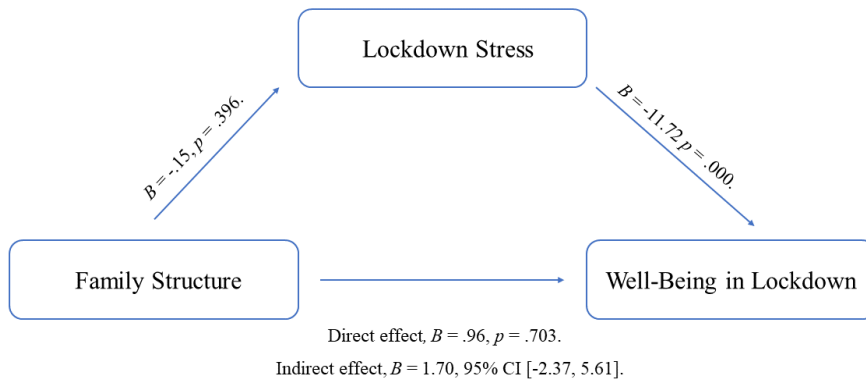 Lockdown Stress
B = -.15, p = .396.
B = -11.72 p = .000.
Family Structure
Well-Being in Lockdown
Direct effect, B = .96, p = .703.
Indirect effect, B = 1.70, 95% CI [-2.37, 5.61].